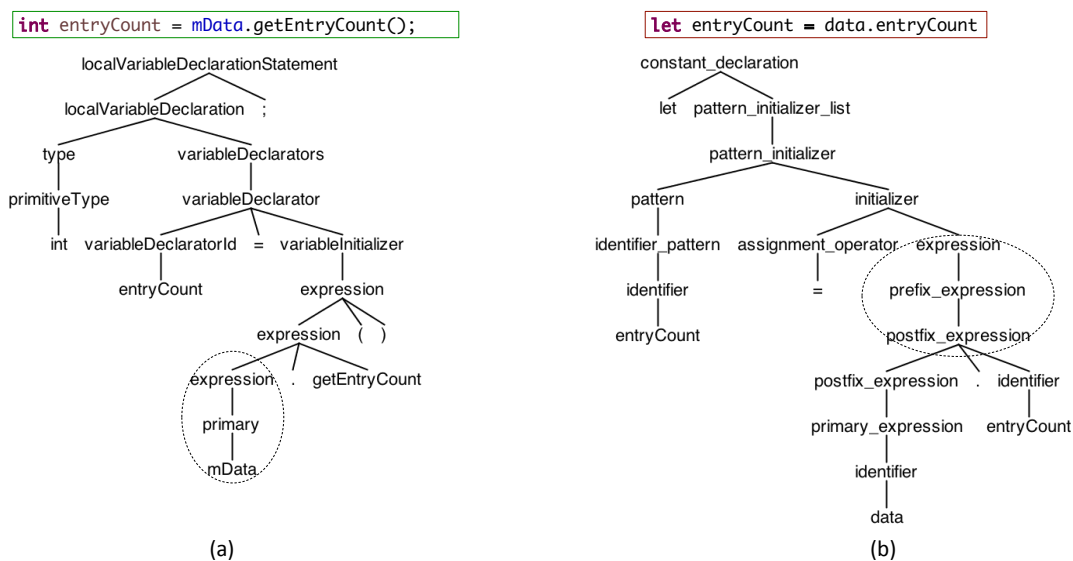 int entryCount = mData.getEntryCount();
localVariableDeclarationStatement
localVariableDeclaration ;
type variableDeclarators
primitiveType variableDeclarator
int variableDeclaratorId = variableInitializer
entryCount expression
expression ( )
expression . getEntryCount
primary
mData
(a)
let entryCount = data.entryCount
constant_declaration
let pattern_initializer_list
pattern_initializer
pattern initializer
identifier_pattern assignment_operator expression
identifier = prefix_expression
entryCount postfix_expression
postfix_expression . identifier
primary_expression entryCount
identifier
data
(b)